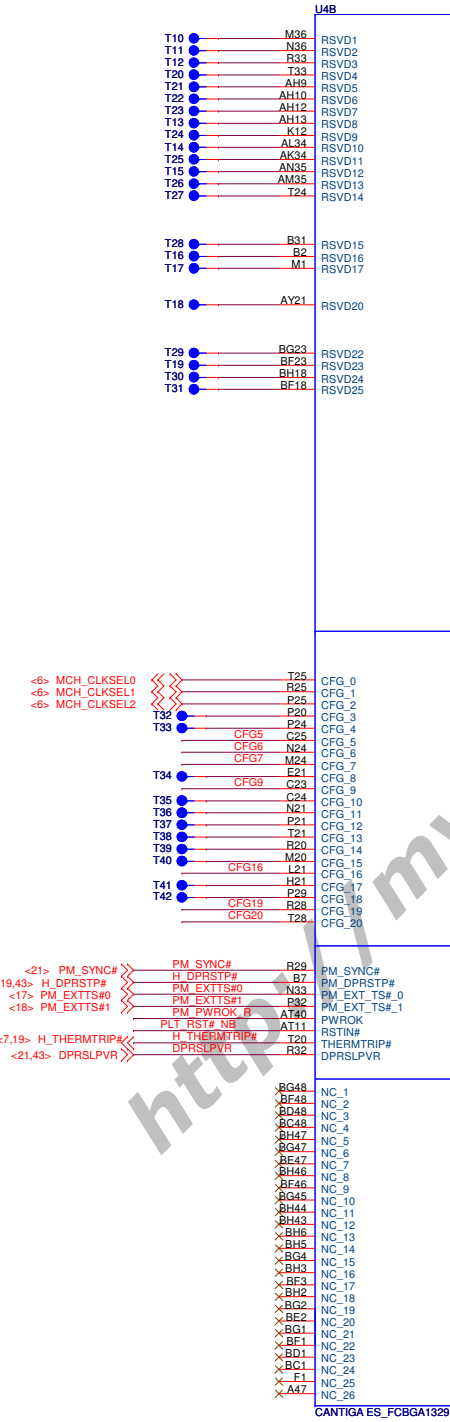 U4B
T10 M36 RSVD1
T11 N36 RSVD2
T12 R33 RSVD3
T20 T33 RSVD4
T21 AH9 RSVD5
T22 AH10 RSVD6
T23 AH12 RSVD7
T13 AH13 RSVD8
T24 K12 RSVD9
T14 AL34 RSVD10
T25 AK34 RSVD11
T15 AN35 RSVD12
T26 AM35 RSVD13
T27 T24 RSVD14
T28 B31 RSVD15
T16 B2 RSVD16
T17 M1 RSVD17
T18 AY21 RSVD20
T29 BG23 RSVD22
T19 BF23 RSVD23
T30 BH18 RSVD24
T31 BF18 RSVD25
<6> MCH_CLKSEL0 T25 CFG_0
<6> MCH_CLKSEL1 R25 CFG_1
<6> MCH_CLKSEL2 P25 CFG_2
T32 P20 CFG_3
T33 P24 CFG_4
CFG5 C25 CFG_5
CFG6 N24 CFG_6
CFG7 M24 CFG_7
T34 E21 CFG_8
CFG9 C23 CFG_9
T35 C24 CFG_10
T36 N21 CFG_11
T37 P21 CFG_12
T38 T21 CFG_13
T39 R20 CFG_14
T40 M20 CFG_15
CFG16 L21 CFG_16
T41 H21 CFG_17
T42 P29 CFG_18
CFG19 R28 CFG_19
CFG20 T28 CFG_20
<21> PM_SYNC# PM_SYNC# R29 PM_SYNC#
19,43> H_DPRSTP# H_DPRSTP# B7 PM_DPRSTP#
<17> PM_EXTTS#0 PM_EXTTS#0 N33 PM_EXT_TS#_0
<18> PM_EXTTS#1 PM_EXTTS#1 P32 PM_EXT_TS#_1
PM_PWROK_R AT40 PWROK
PLT_RST#_NB AT11 RSTIN#
<7,19> H_THERMTRIP# H_THERMTRIP# T20 THERMTRIP#
<21,43> DPRSLPVR DPRSLPVR R32 DPRSLPVR
BG48 NC_1
BF48 NC_2
BD48 NC_3
BC48 NC_4
BH47 NC_5
BG47 NC_6
BE47 NC_7
BH46 NC_8
BF46 NC_9
BG45 NC_10
BH44 NC_11
BH43 NC_12
BH6 NC_13
BH5 NC_14
BG4 NC_15
BH3 NC_16
BF3 NC_17
BH2 NC_18
BG2 NC_19
BE2 NC_20
BG1 NC_21
BF1 NC_22
BD1 NC_23
BC1 NC_24
F1 NC_25
A47 NC_26
CANTIGA ES_FCBGA1329
http://my